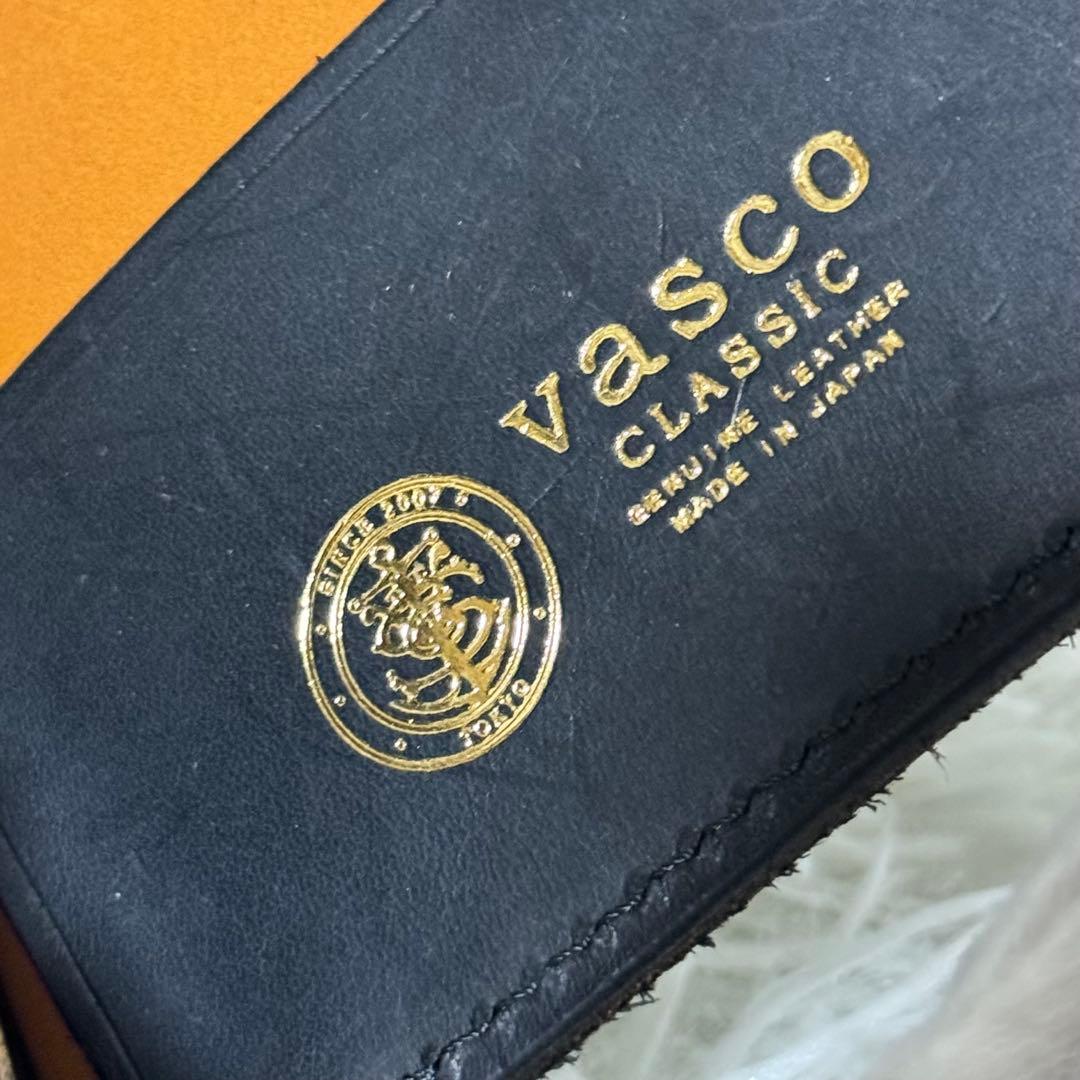 vasco
CLASSIC
GENUINE LEATHER
MADE IN JAPAN
SINCE 2007
TOKYO